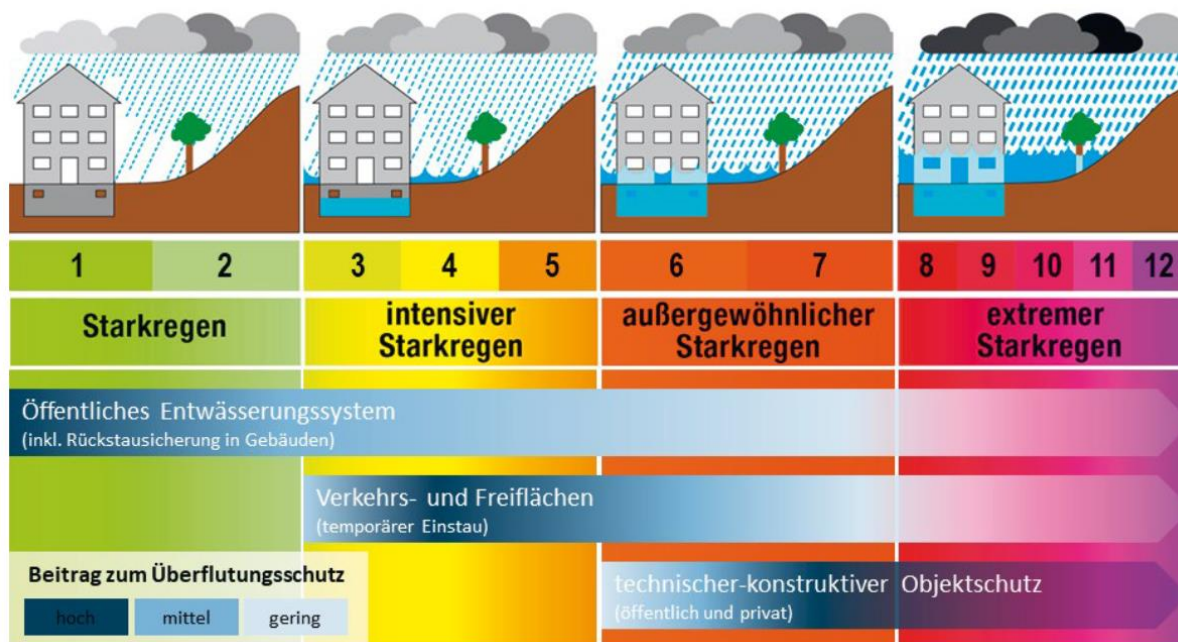 1 2 3 4 5 6 7 8 9 10 11 12
Starkregen
intensiver
Starkregen
außergewöhnlicher
Starkregen
extremer
Starkregen
Öffentliches Entwässerungssystem
(inkl. Rückstausicherung in Gebäuden)
Verkehrs- und Freiflächen
(temporärer Einstau)
technischer-konstruktiver Objektschutz
(öffentlich und privat)
Beitrag zum Überflutungsschutz
hoch mittel gering